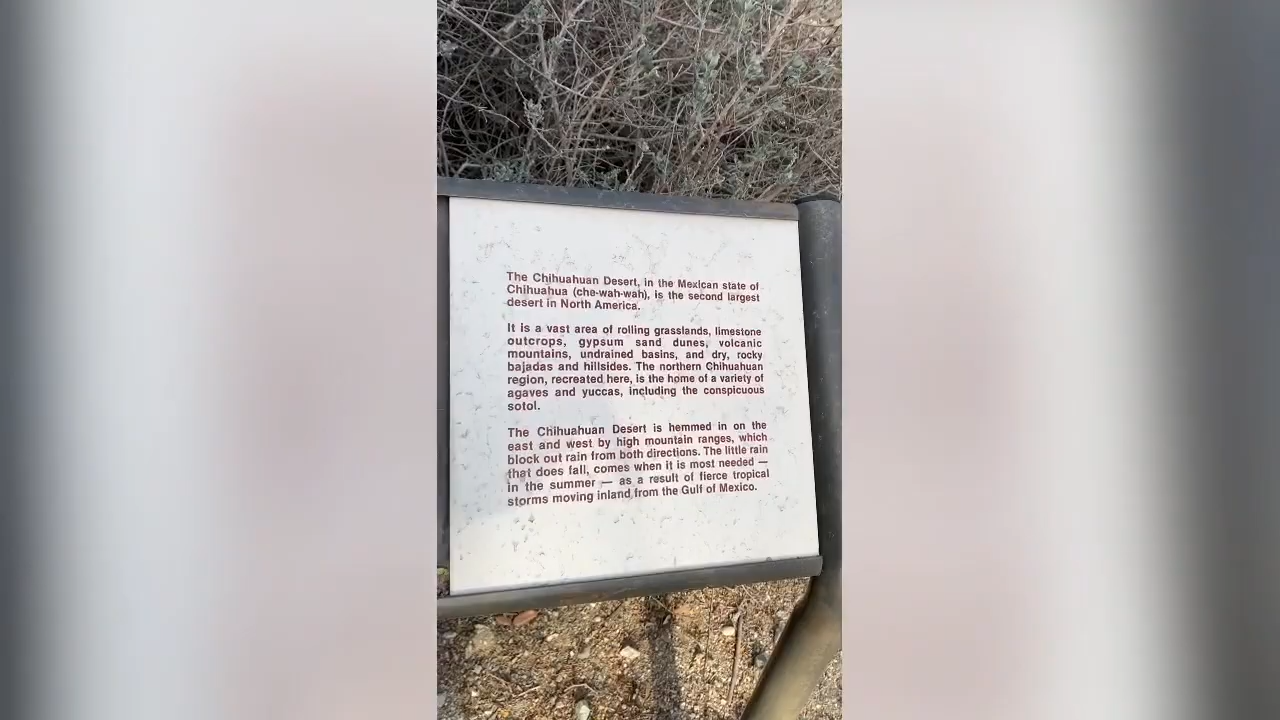 The Chihuahuan Desert, in the Mexican state of
Chihuahua (che-wah-wah), is the second largest
desert in North America.
It is a vast area of rolling grasslands, limestone
outcrops, gypsum sand dunes, volcanic
mountains, undrained basins, and dry, rocky
bajadas and hillsides. The northern Chihuahuan
region, recreated here, is the home of a variety of
agaves and yuccas, including the conspicuous
sotol.
The Chihuahuan Desert is hemmed in on the
east and west by high mountain ranges, which
block out rain from both directions. The little rain
that does fall, comes when it is most needed —
in the summer — as a result of fierce tropical
storms moving inland from the Gulf of Mexico.